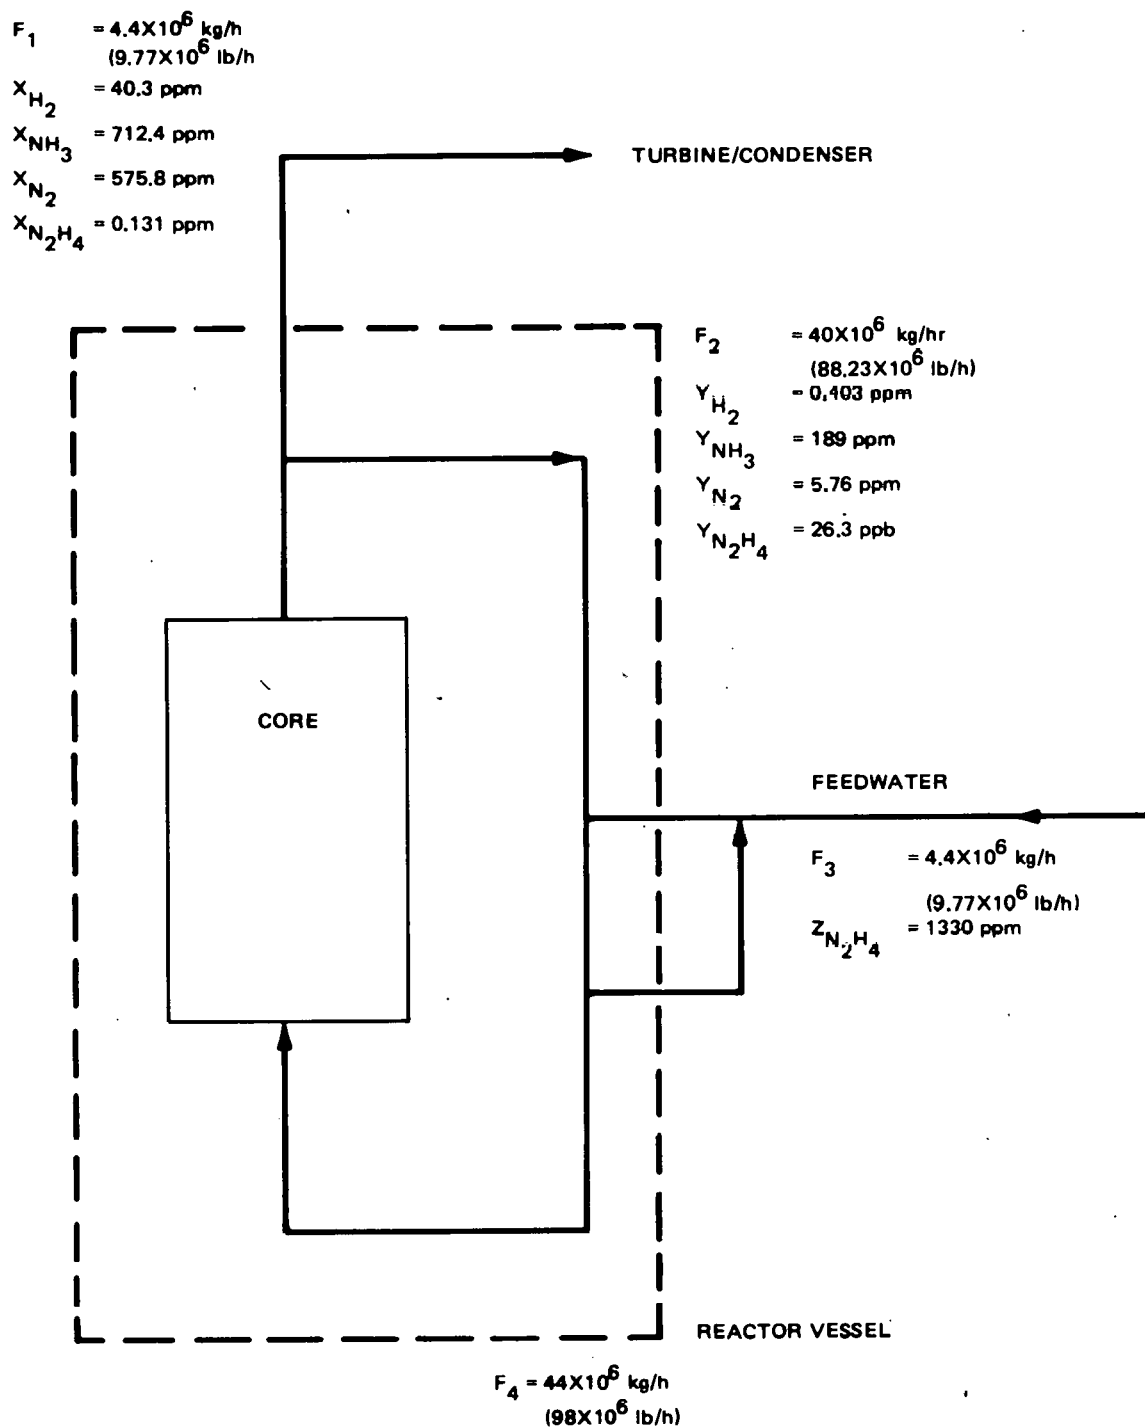 F1 = 4.4X10^6 kg/h
(9.77X10^6 lb/h
XH2 = 40.3 ppm
XNH3 = 712.4 ppm
XN2 = 575.8 ppm
XN2H4 = 0.131 ppm
TURBINE/CONDENSER
F2 = 40X10^6 kg/hr
(88.23X10^6 lb/h)
YH2 = 0.403 ppm
YNH3 = 189 ppm
YN2 = 5.76 ppm
YN2H4 = 26.3 ppb
CORE
FEEDWATER
F3 = 4.4X10^6 kg/h
(9.77X10^6 lb/h)
ZN2H4 = 1330 ppm
REACTOR VESSEL
F4 = 44X10^6 kg/h
(98X10^6 lb/h)